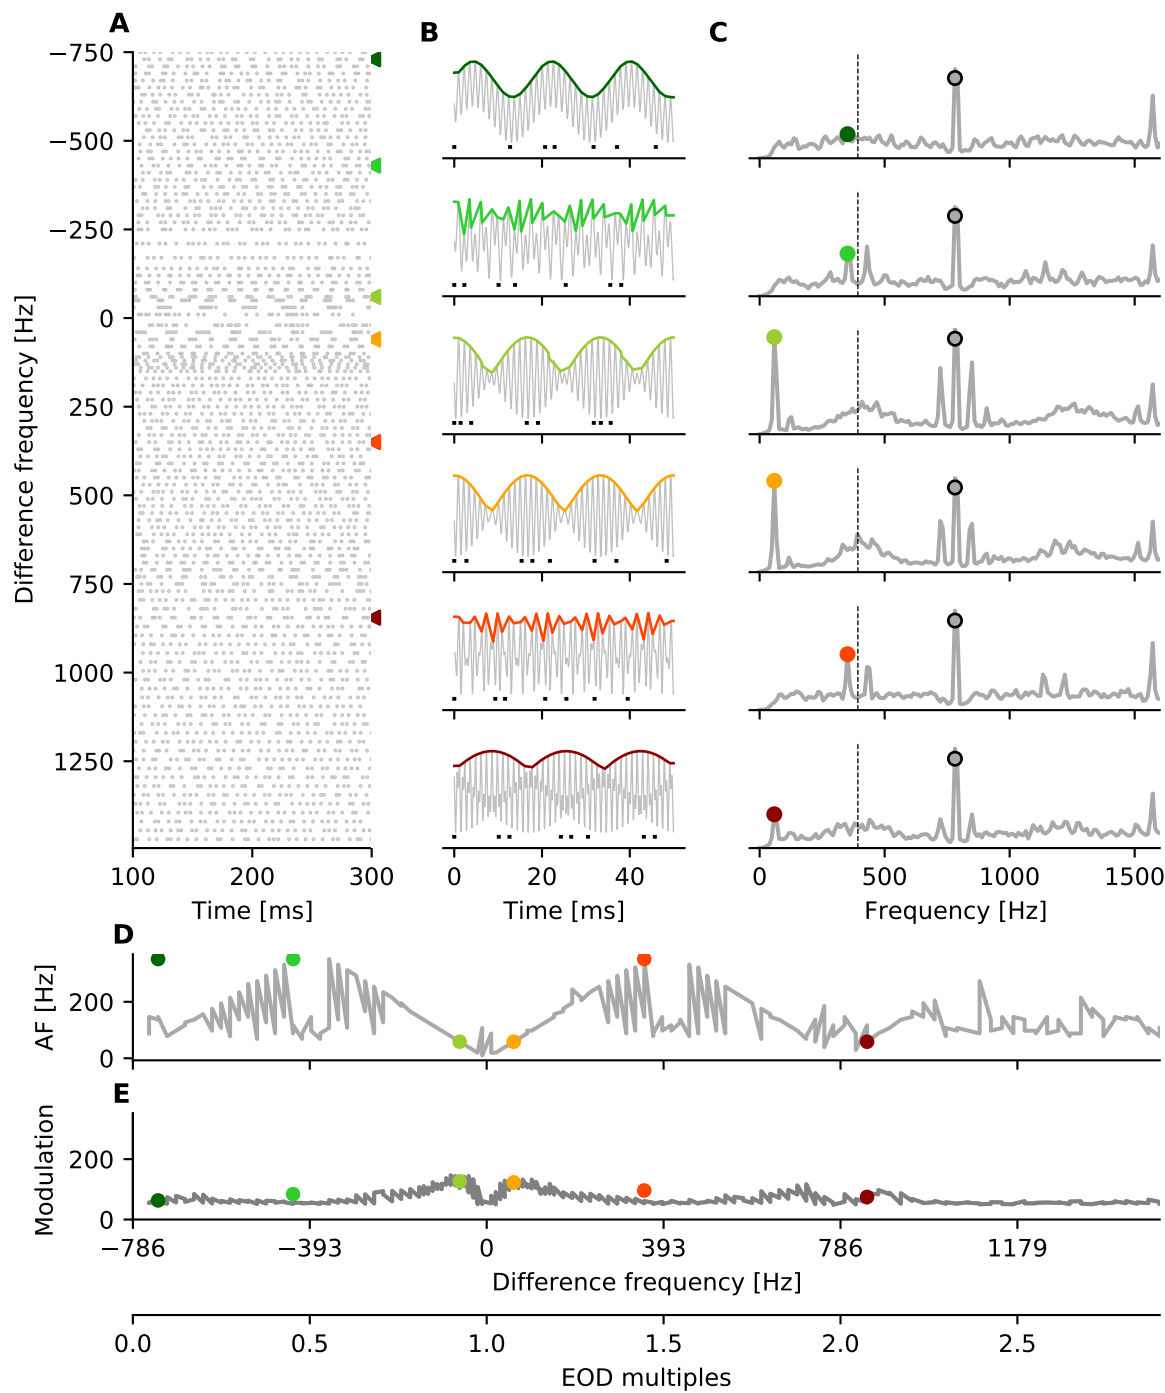 A
B
C
−750
−500
−250
0
250
500
750
1000
1250
Difference frequency [Hz]
100
200
300
Time [ms]
0
20
40
Time [ms]
0
500
1000
1500
Frequency [Hz]
D
200
0
AF [Hz]
E
200
0
Modulation
−786
−393
0
393
786
1179
Difference frequency [Hz]
0.0
0.5
1.0
1.5
2.0
2.5
EOD multiples